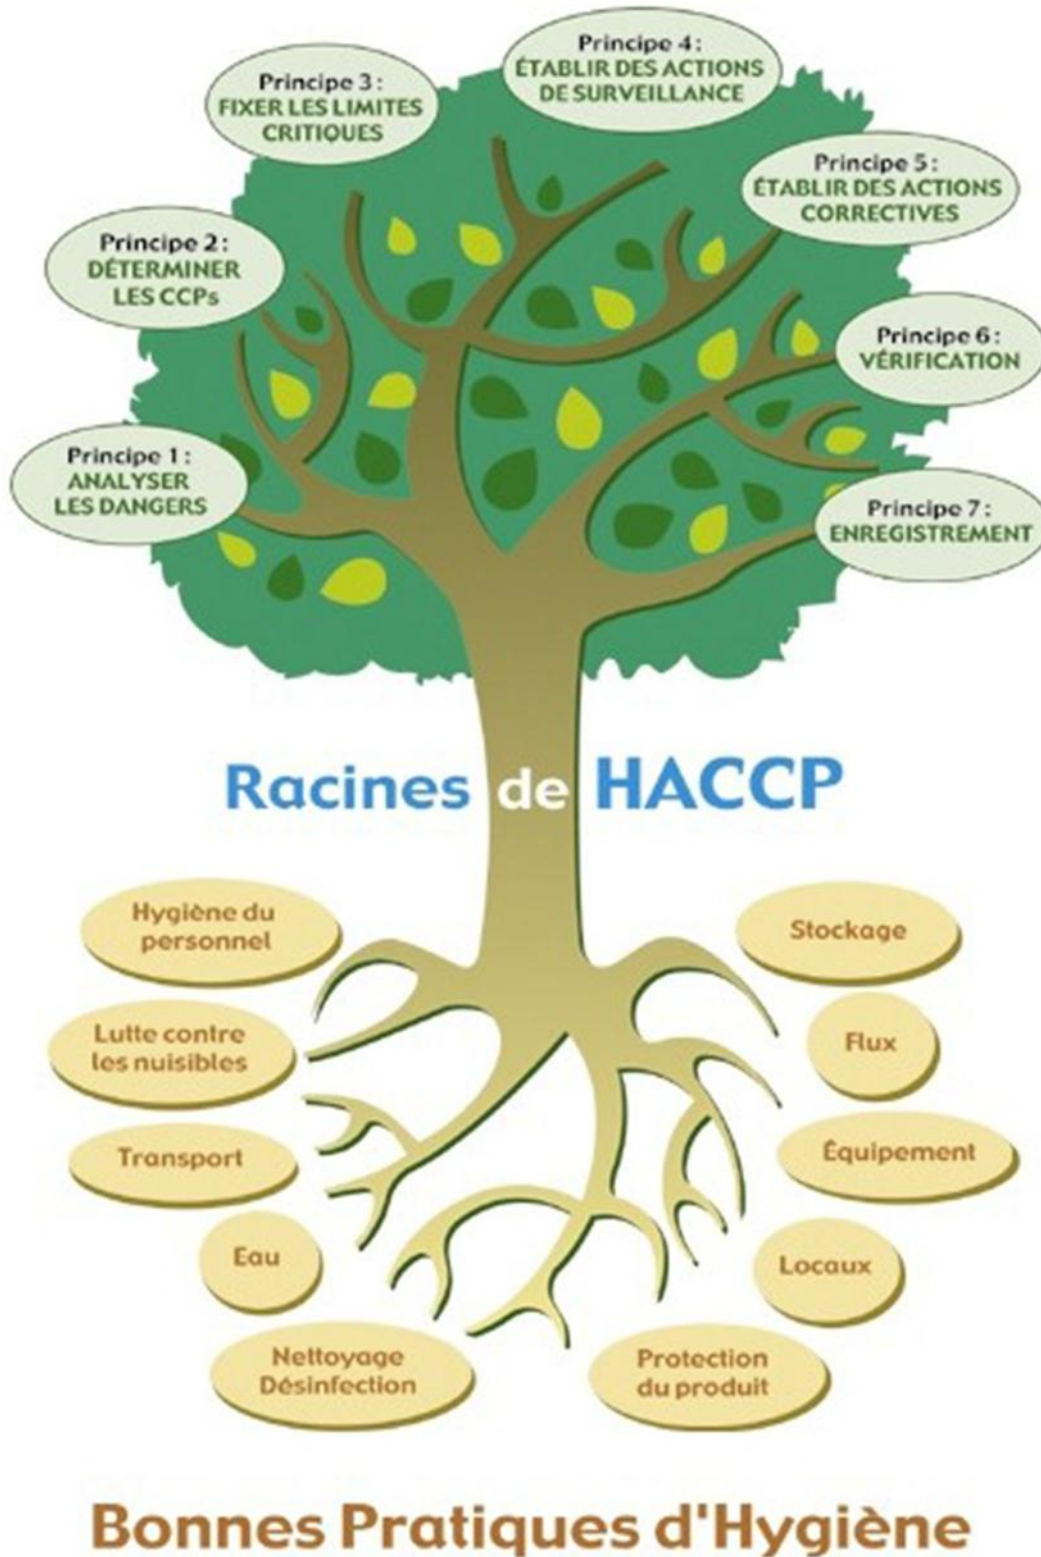 Principe 1 :
ANALYSER
LES DANGERS
Principe 2 :
DÉTERMINER
LES CCPs
Principe 3 :
FIXER LES LIMITES
CRITIQUES
Principe 4 :
ÉTABLIR DES ACTIONS
DE SURVEILLANCE
Principe 5 :
ÉTABLIR DES ACTIONS
CORRECTIVES
Principe 6 :
VÉRIFICATION
Principe 7 :
ENREGISTREMENT
Racines de HACCP
Hygiène du
personnel
Lutte contre
les nuisibles
Transport
Eau
Nettoyage
Désinfection
Stockage
Flux
Équipement
Locaux
Protection
du produit
Bonnes Pratiques d'Hygiène